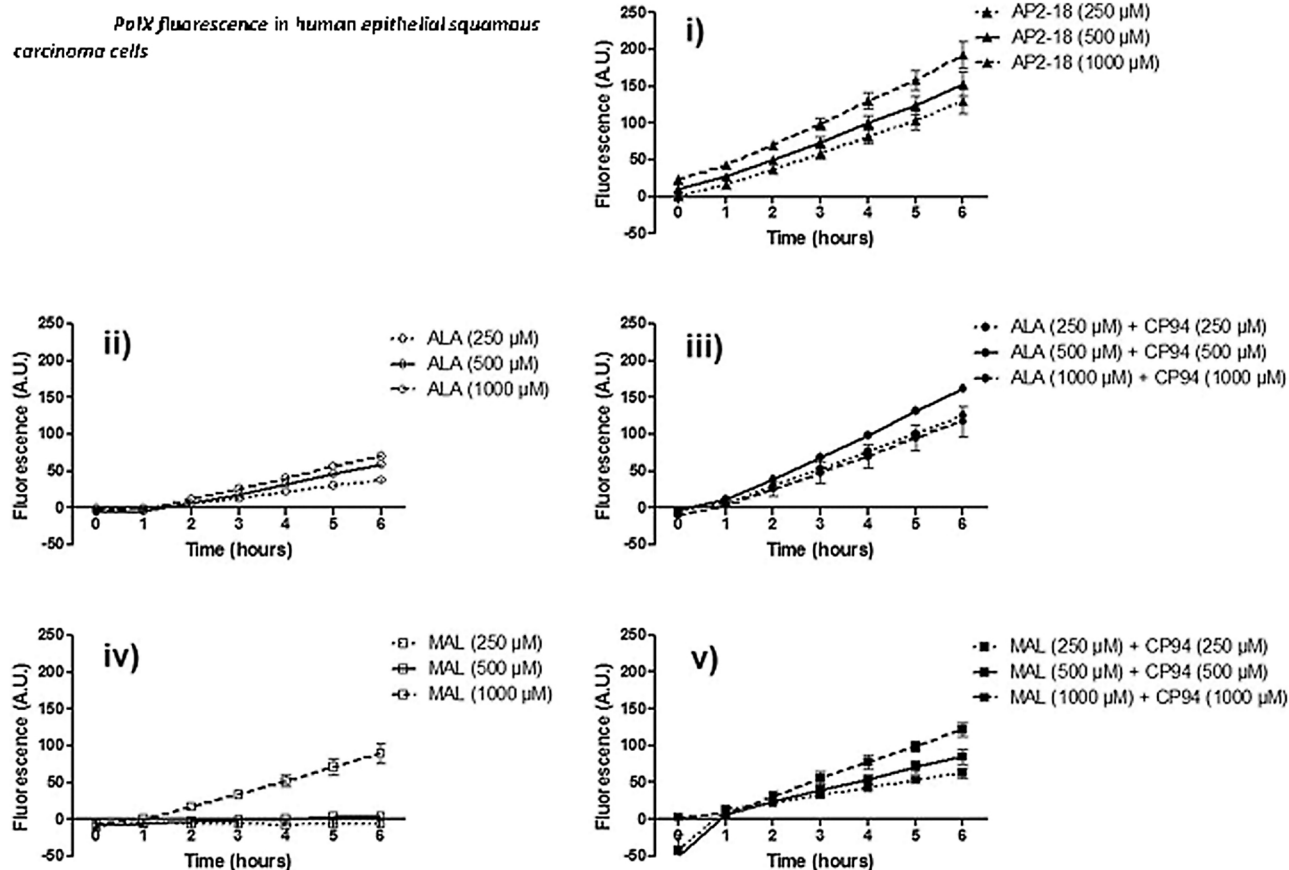 PpIX fluorescence in human epithelial squamous
carcinoma cells
i)
AP2-18 (250 µM)
AP2-18 (500 µM)
AP2-18 (1000 µM)
Fluorescence (A.U.)
250
200
150
100
50
0
-50
0 1 2 3 4 5 6
Time (hours)
ii)
ALA (250 µM)
ALA (500 µM)
ALA (1000 µM)
Fluorescence (A.U.)
250
200
150
100
50
0
-50
0 1 2 3 4 5 6
Time (hours)
iii)
ALA (250 µM) + CP94 (250 µM)
ALA (500 µM) + CP94 (500 µM)
ALA (1000 µM) + CP94 (1000 µM)
Fluorescence (A.U.)
250
200
150
100
50
0
-50
0 1 2 3 4 5 6
Time (hours)
iv)
MAL (250 µM)
MAL (500 µM)
MAL (1000 µM)
Fluorescence (A.U.)
250
200
150
100
50
0
-50
0 1 2 3 4 5 6
Time (hours)
v)
MAL (250 µM) + CP94 (250 µM)
MAL (500 µM) + CP94 (500 µM)
MAL (1000 µM) + CP94 (1000 µM)
Fluorescence (A.U.)
250
200
150
100
50
0
-50
0 1 2 3 4 5 6
Time (hours)